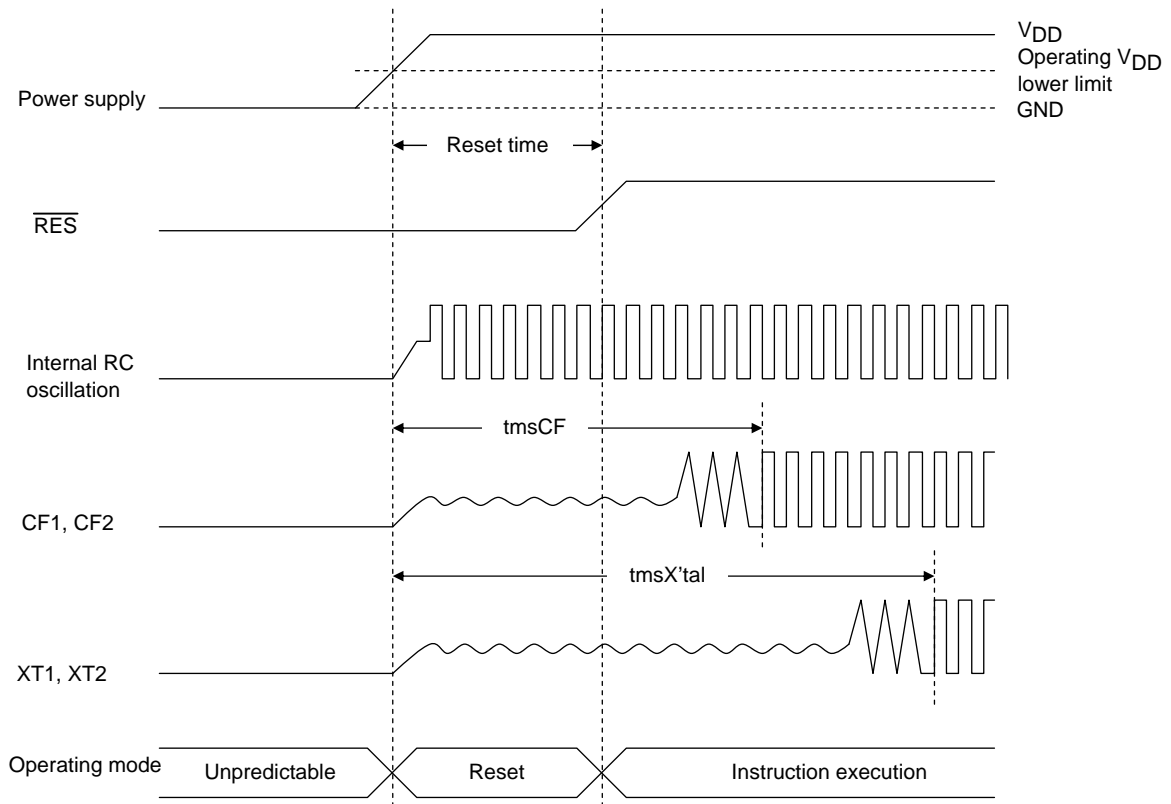 VDD
Operating VDD
lower limit
GND
Power supply
Reset time
RES
Internal RC
oscillation
tmsCF
CF1, CF2
tmsX'tal
XT1, XT2
Operating mode
Unpredictable
Reset
Instruction execution